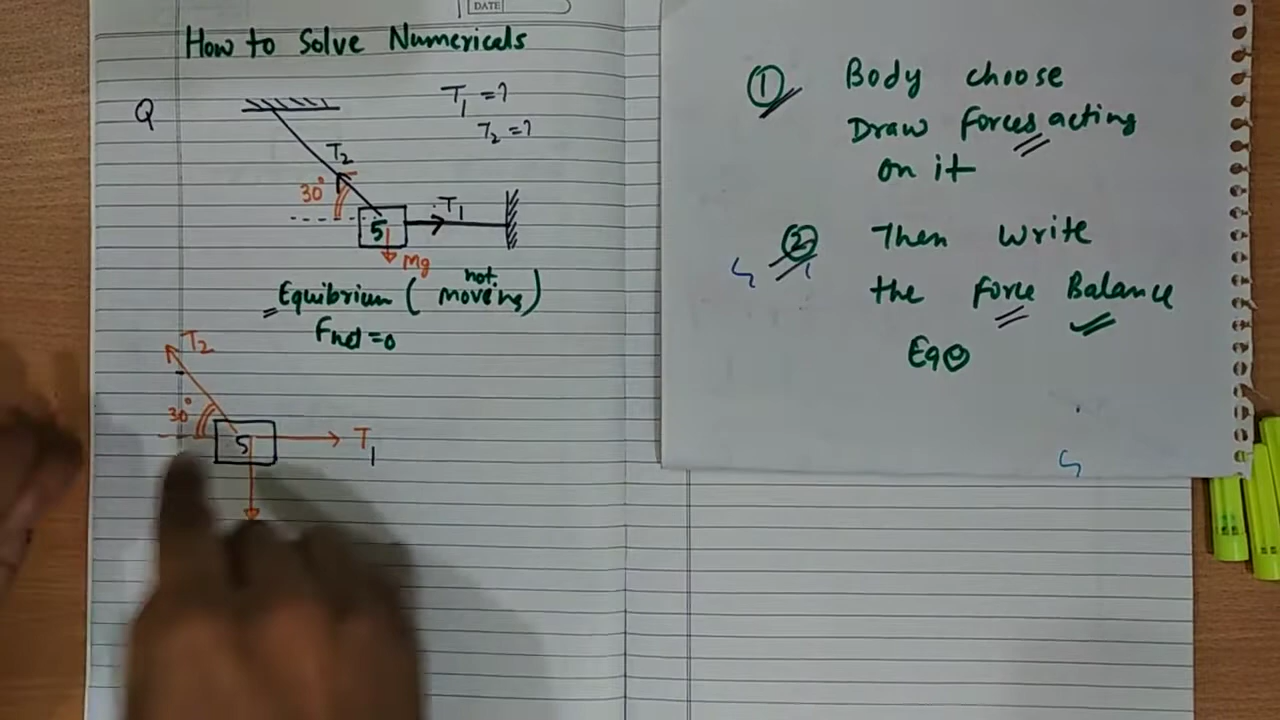 DATE
How to Solve Numericals
Q
T1 = ?
T2 = ?
T2
30°
T1
5
Mg
Equibrium ( not moving )
Fnet = 0
T2
30°
5
T1
① Body choose
Draw forces acting
on it
② Then write
the force Balance
Eqⁿ